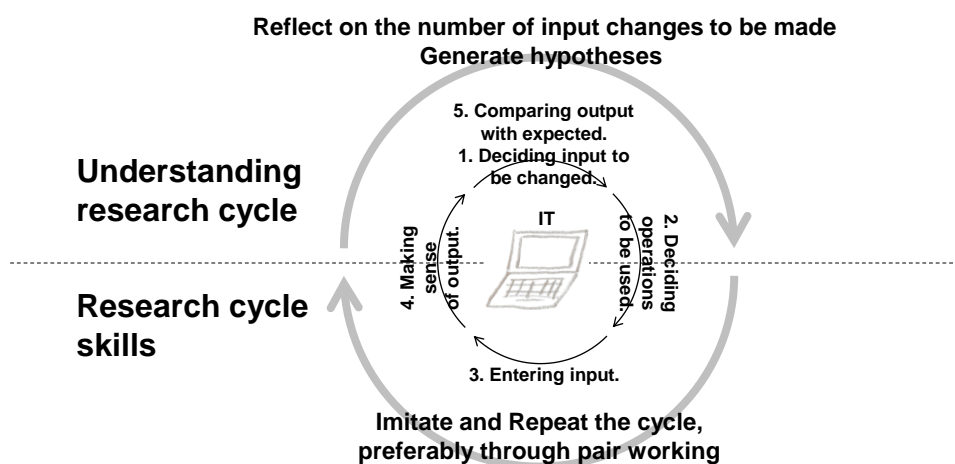 Reflect on the number of input changes to be made
Generate hypotheses
5. Comparing output
with expected.
1. Deciding input to
be changed.
Understanding
research cycle
IT
2. Deciding
operations
to be used.
4. Making
sense
of output.
Research cycle
skills
3. Entering input.
Imitate and Repeat the cycle,
preferably through pair working